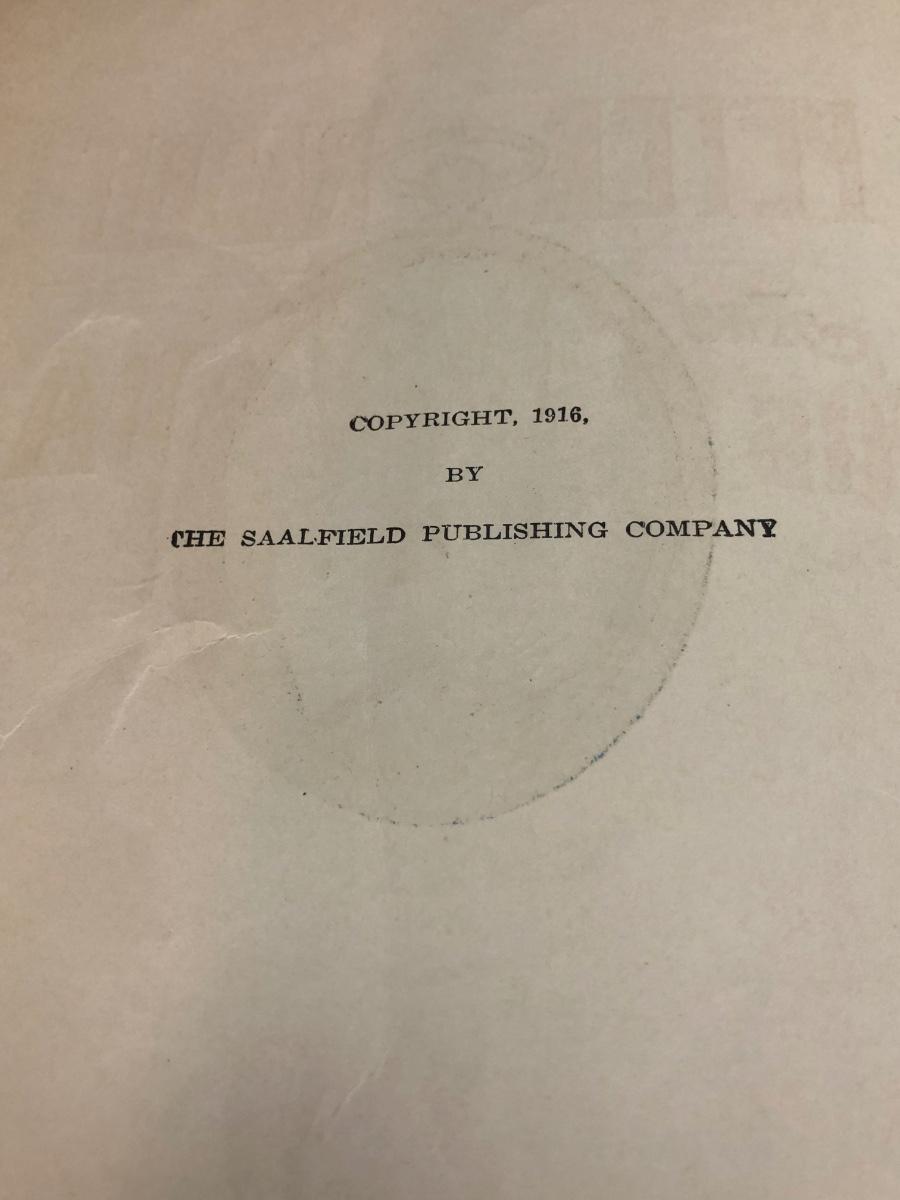 COPYRIGHT, 1916,
BY
THE SAALFIELD PUBLISHING COMPANY